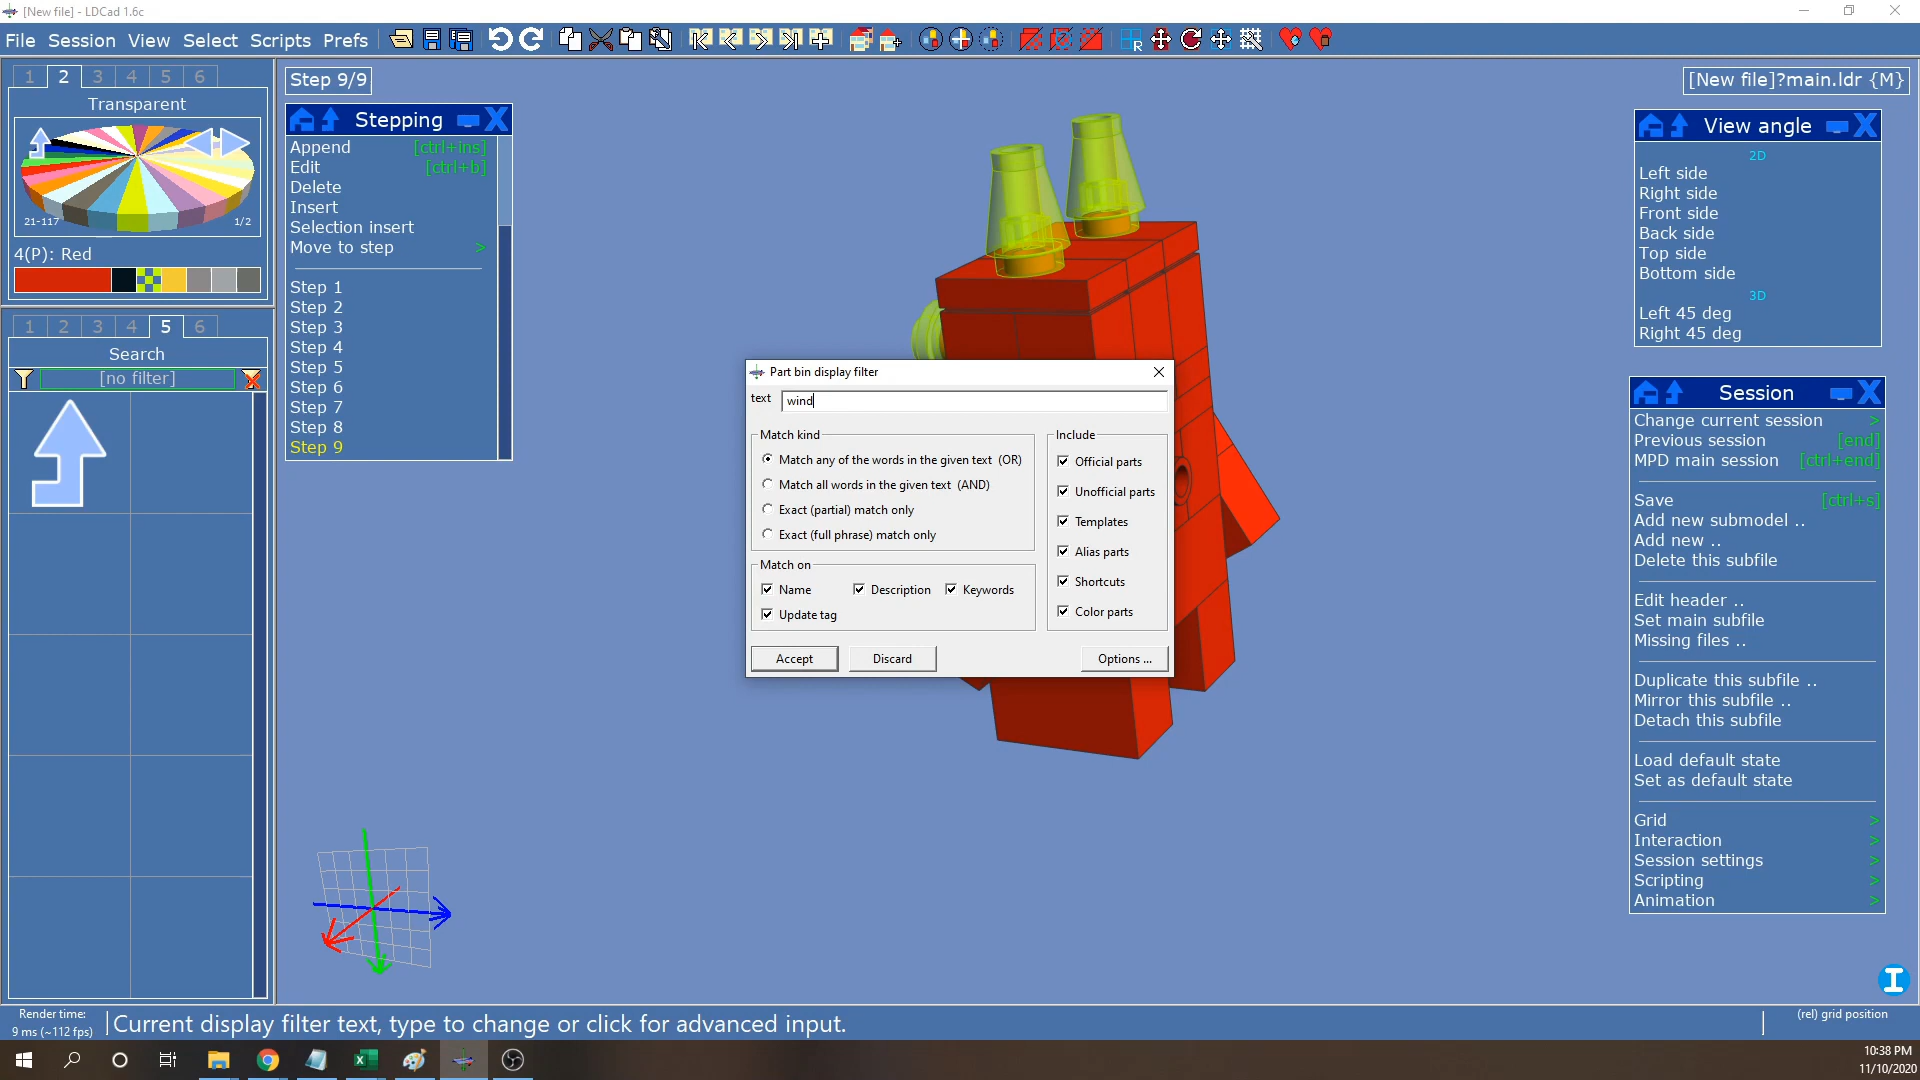 [New file] - LDCad 1.6c
File Session View Select Scripts Prefs
1 2 3 4 5 6
Transparent
21-117 1/2
4(P): Red
1 2 3 4 5 6
Search
[no filter]
Step 9/9
Stepping
Append [ctrl+ins]
Edit [ctrl+b]
Delete
Insert
Selection insert
Move to step >
Step 1
Step 2
Step 3
Step 4
Step 5
Step 6
Step 7
Step 8
Step 9
[New file]?main.ldr {M}
View angle
2D
Left side
Right side
Front side
Back side
Top side
Bottom side
3D
Left 45 deg
Right 45 deg
Session
Change current session >
Previous session [end]
MPD main session [ctrl+end]
Save [ctrl+s]
Add new submodel ..
Add new ..
Delete this subfile
Edit header ..
Set main subfile
Missing files ..
Duplicate this subfile ..
Mirror this subfile ..
Detach this subfile
Load default state
Set as default state
Grid >
Interaction >
Session settings >
Scripting >
Animation >
Part bin display filter
text wind
Match kind
Match any of the words in the given text (OR)
Match all words in the given text (AND)
Exact (partial) match only
Exact (full phrase) match only
Match on
Name Description Keywords
Update tag
Include
Official parts
Unofficial parts
Templates
Alias parts
Shortcuts
Color parts
Accept Discard Options ...
Render time:
9 ms (~112 fps)
Current display filter text, type to change or click for advanced input.
(rel) grid position
10:38 PM
11/10/2020